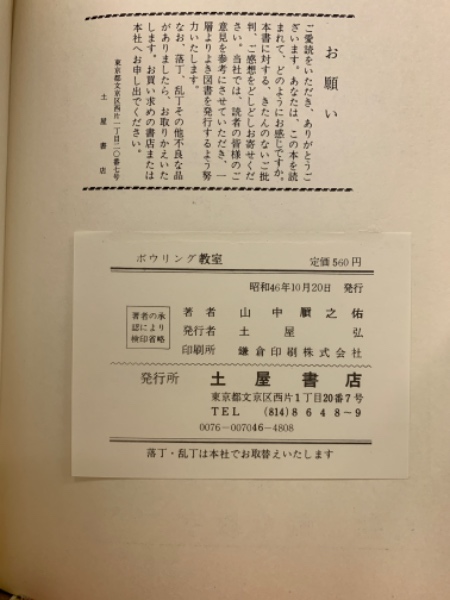 お願い
ご愛読をいただき、ありがとうご
ざいます。あなたは、この本を読
まれて、どのようにお感じですか。
本書に対する、きたんのないご批
判、ご感想をどしどしお寄せくだ
さい。当社では、読者の皆様のご
意見を参考にさせていただき、一
層よりよき図書を発行するよう努
力いたします。
なお、落丁、乱丁その他不良な品
がありましたら、お取りかえいた
します。お買い求めの書店または
本社へお申し出でください。
東京都文京区西片一丁目二〇番七号
土屋書店
ボウリング教室 定価560円
昭和46年10月20日 発行
著者の承
認により
検印省略
著者 山中順之佑
発行者 土屋弘
印刷所 鎌倉印刷株式会社
発行所 土屋書店
東京都文京区西片1丁目20番7号
TEL (814)8648-9
0076-007046-4808
落丁・乱丁は本社でお取替えいたします